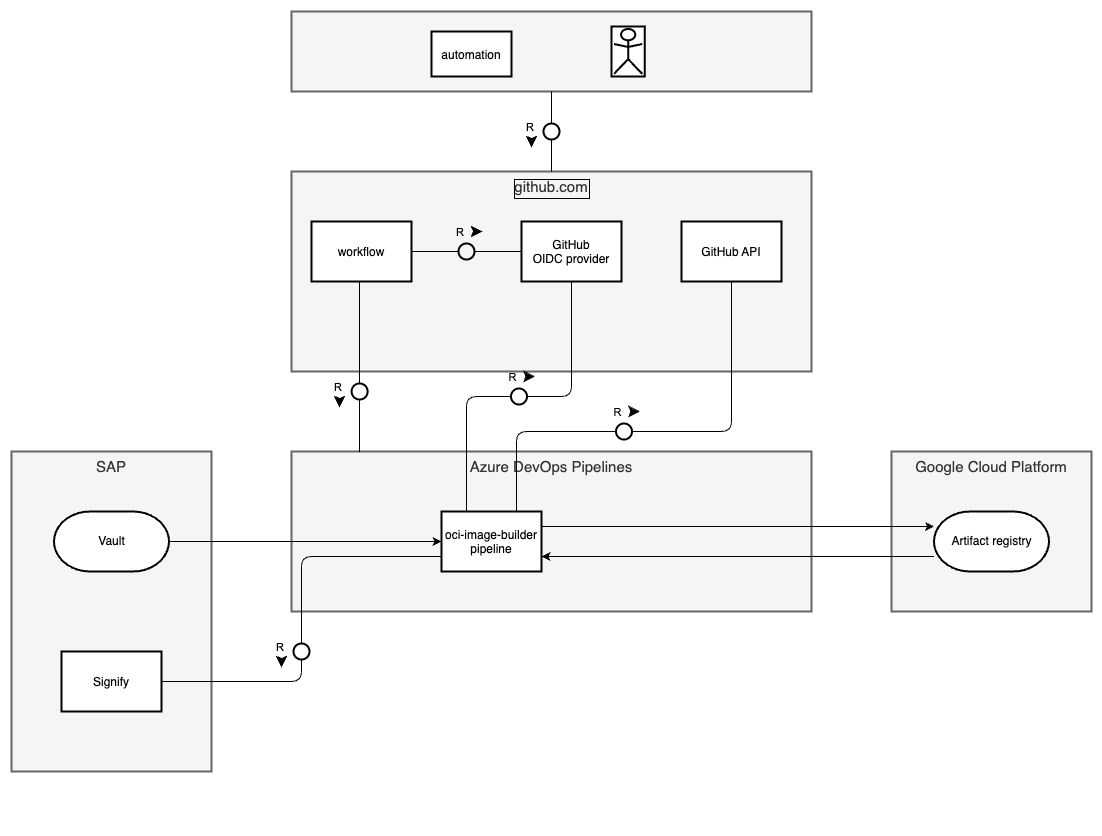 automation
R
github.com
R
workflow
GitHub
OIDC provider
GitHub API
R
R
R
SAP
Azure DevOps Pipelines
Google Cloud Platform
Vault
oci-image-builder
pipeline
Artifact registry
R
Signify